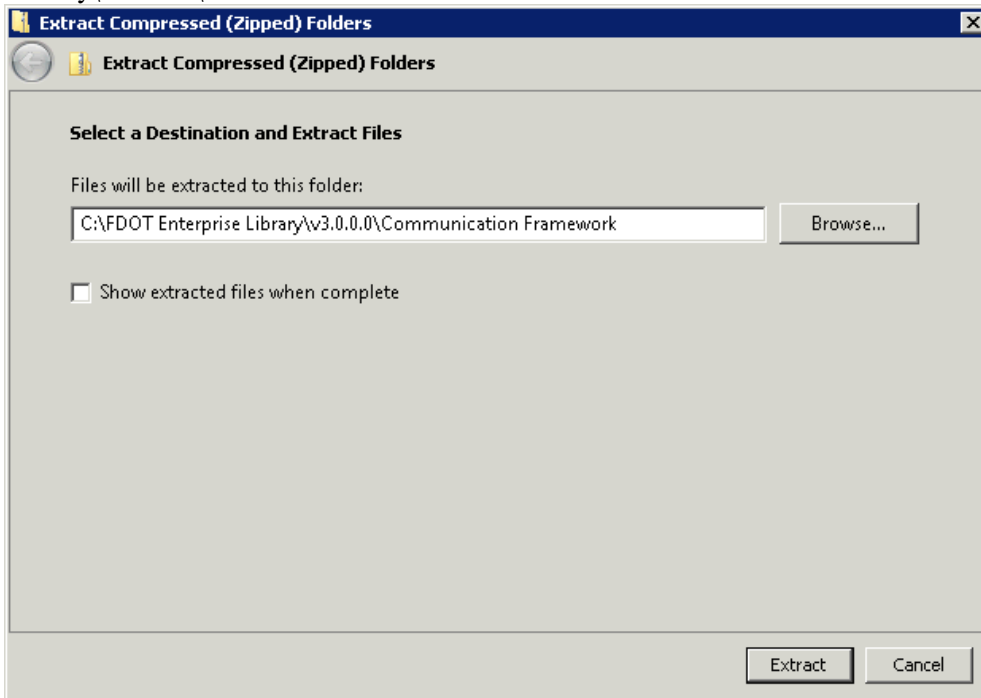 Extract Compressed (Zipped) Folders
Extract Compressed (Zipped) Folders
Select a Destination and Extract Files
Files will be extracted to this folder:
C:\FDOT Enterprise Library\v3.0.0.0\Communication Framework
Browse...
Show extracted files when complete
Extract
Cancel